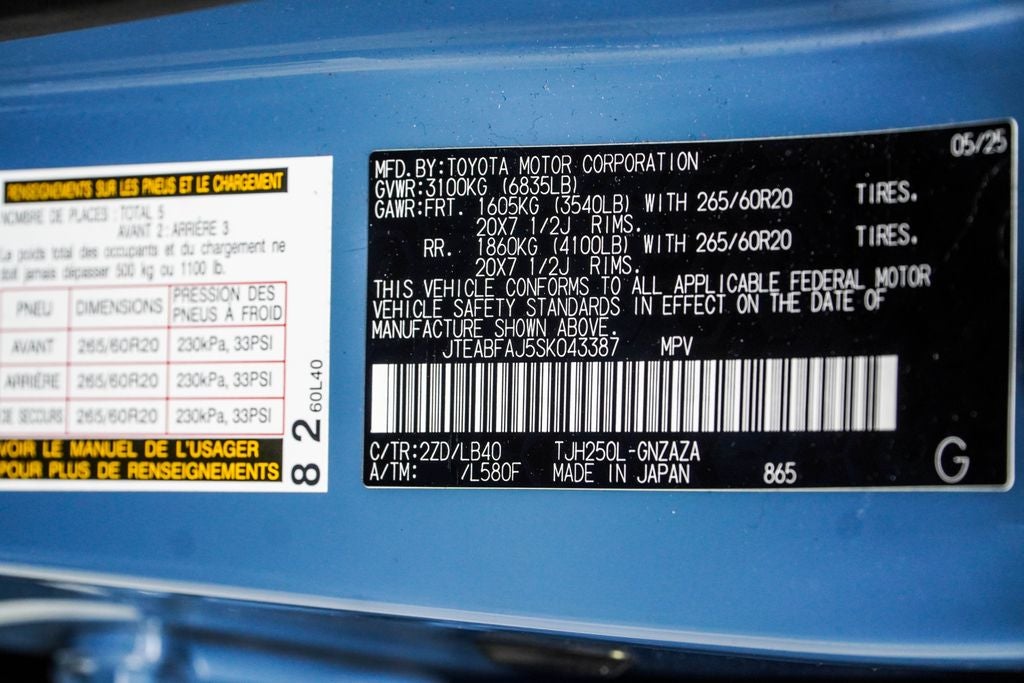 RENSEIGNEMENTS SUR LES PNEUS ET LE CHARGEMENT
NOMBRE DE PLACES : TOTAL 5
AVANT 2 : ARRIÈRE 3
Le poids total des occupants et du chargement ne
doit jamais dépasser 500 kg ou 1100 lb.
PNEU DIMENSIONS PRESSION DES PNEUS À FROID
AVANT 265/60R20 230kPa, 33PSI
ARRIÈRE 265/60R20 230kPa, 33PSI
DE SECOURS 265/60R20 230kPa, 33PSI
VOIR LE MANUEL DE L'USAGER
POUR PLUS DE RENSEIGNEMENTS
82
60L40
05/25
MFD. BY:TOYOTA MOTOR CORPORATION
GVWR:3100KG (6835LB)
GAWR:FRT. 1605KG (3540LB) WITH 265/60R20 TIRES.
20X7 1/2J RIMS.
RR. 1860KG (4100LB) WITH 265/60R20 TIRES.
20X7 1/2J RIMS.
THIS VEHICLE CONFORMS TO ALL APPLICABLE FEDERAL MOTOR
VEHICLE SAFETY STANDARDS IN EFFECT ON THE DATE OF
MANUFACTURE SHOWN ABOVE.
JTEABFAJ5SK043387 MPV
C/TR:2ZD/LB40 TJH250L-GNZAZA
A/TM: /L580F MADE IN JAPAN 865
G